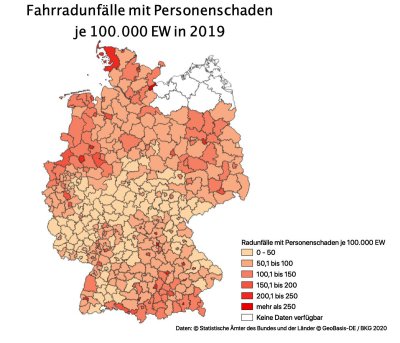 Fahrradunfälle mit Personenschaden
je 100.000 EW in 2019
Radunfälle mit Personenschaden je 100.000 EW
0 - 50
50,1 bis 100
100,1 bis 150
150,1 bis 200
200,1 bis 250
mehr als 250
Keine Daten verfügbar
Daten: © Statistische Ämter des Bundes und der Länder © GeoBasis-DE / BKG 2020